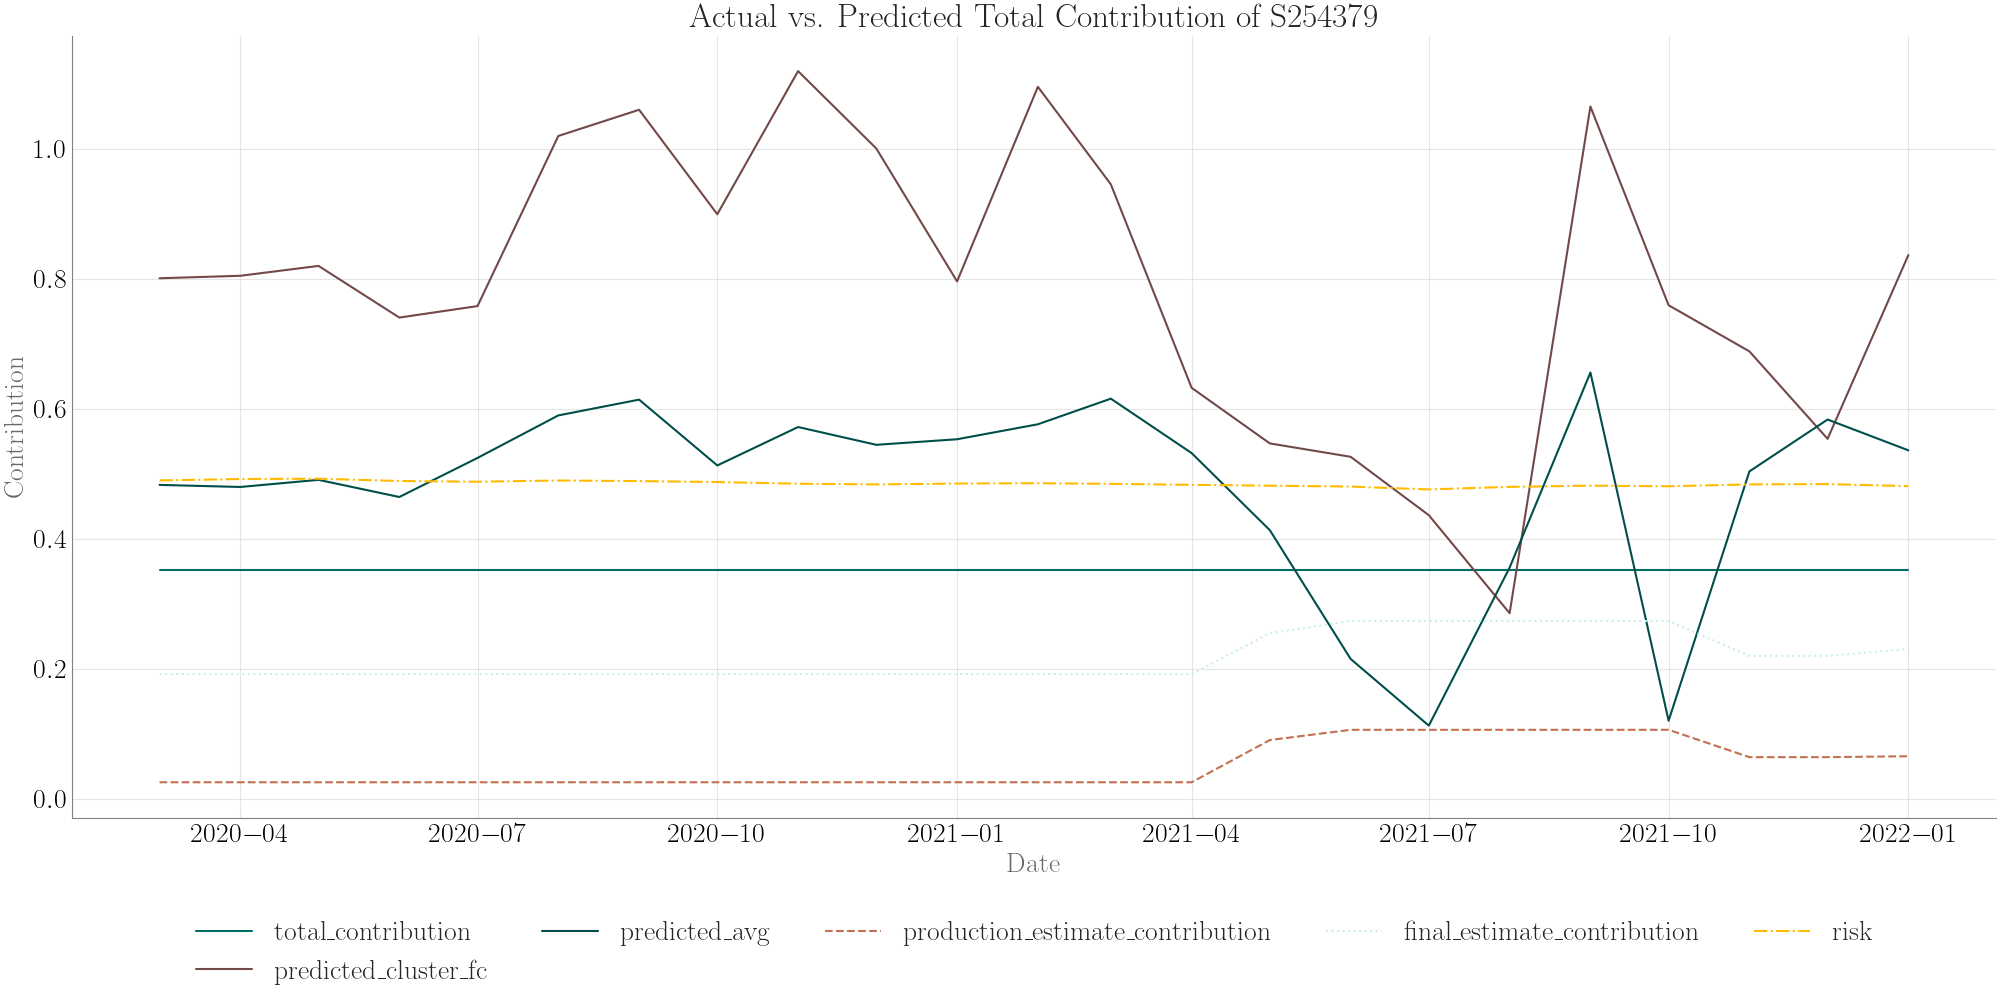 Actual vs. Predicted Total Contribution of S254379
Contribution
1.0
0.8
0.6
0.4
0.2
0.0
2020–04 2020–07 2020–10 2021–01 2021–04 2021–07 2021–10 2022–01
Date
total_contribution predicted_avg production_estimate_contribution final_estimate_contribution risk
predicted_cluster_fc